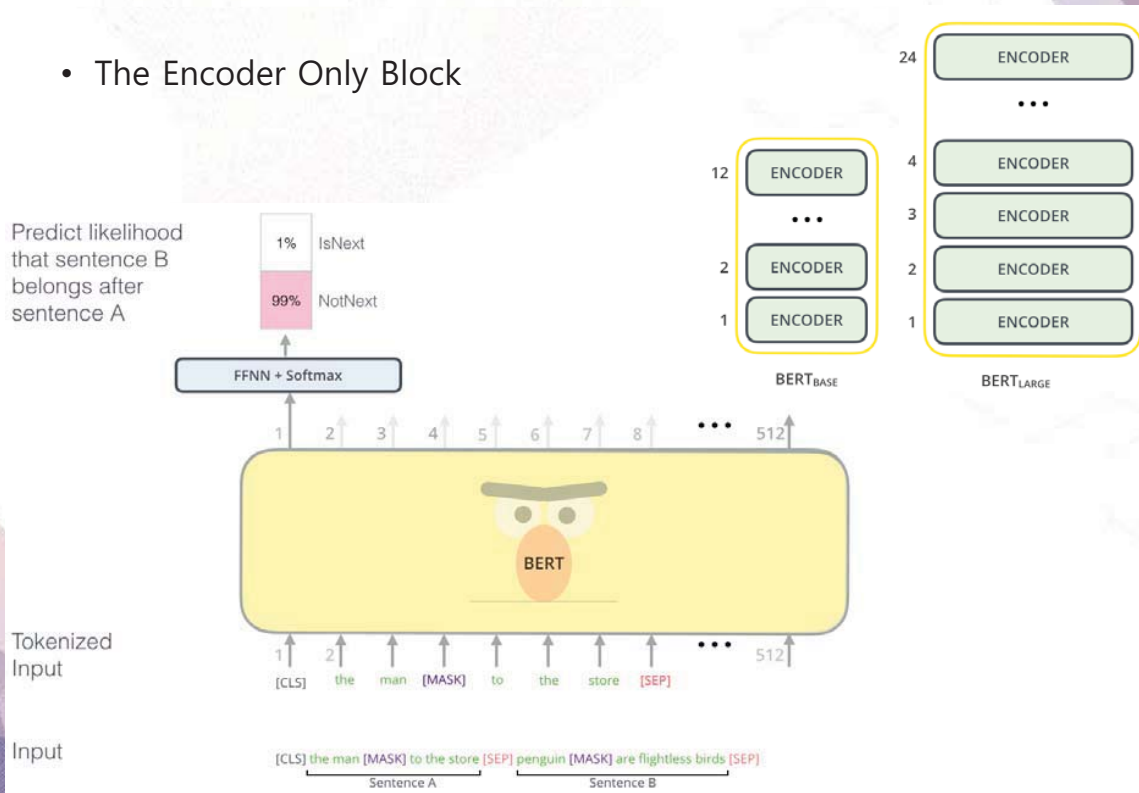 • The Encoder Only Block
24 ENCODER
•••
4 ENCODER
3 ENCODER
2 ENCODER
1 ENCODER
BERTLARGE
12 ENCODER
•••
2 ENCODER
1 ENCODER
BERTBASE
Predict likelihood
that sentence B
belongs after
sentence A
1% IsNext
99% NotNext
FFNN + Softmax
1 2 3 4 5 6 7 8 ••• 512
BERT
Tokenized
Input
1 2 ••• 512
[CLS] the man [MASK] to the store [SEP]
Input
[CLS] the man [MASK] to the store [SEP] penguin [MASK] are flightless birds [SEP]
Sentence A Sentence B